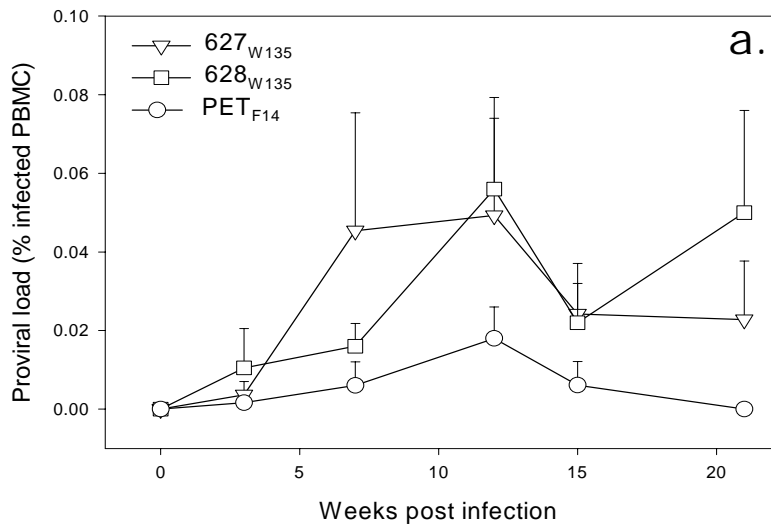 a.
627W135
628W135
PETF14
Proviral load (% infected PBMC)
0.10
0.08
0.06
0.04
0.02
0.00
0 5 10 15 20
Weeks post infection